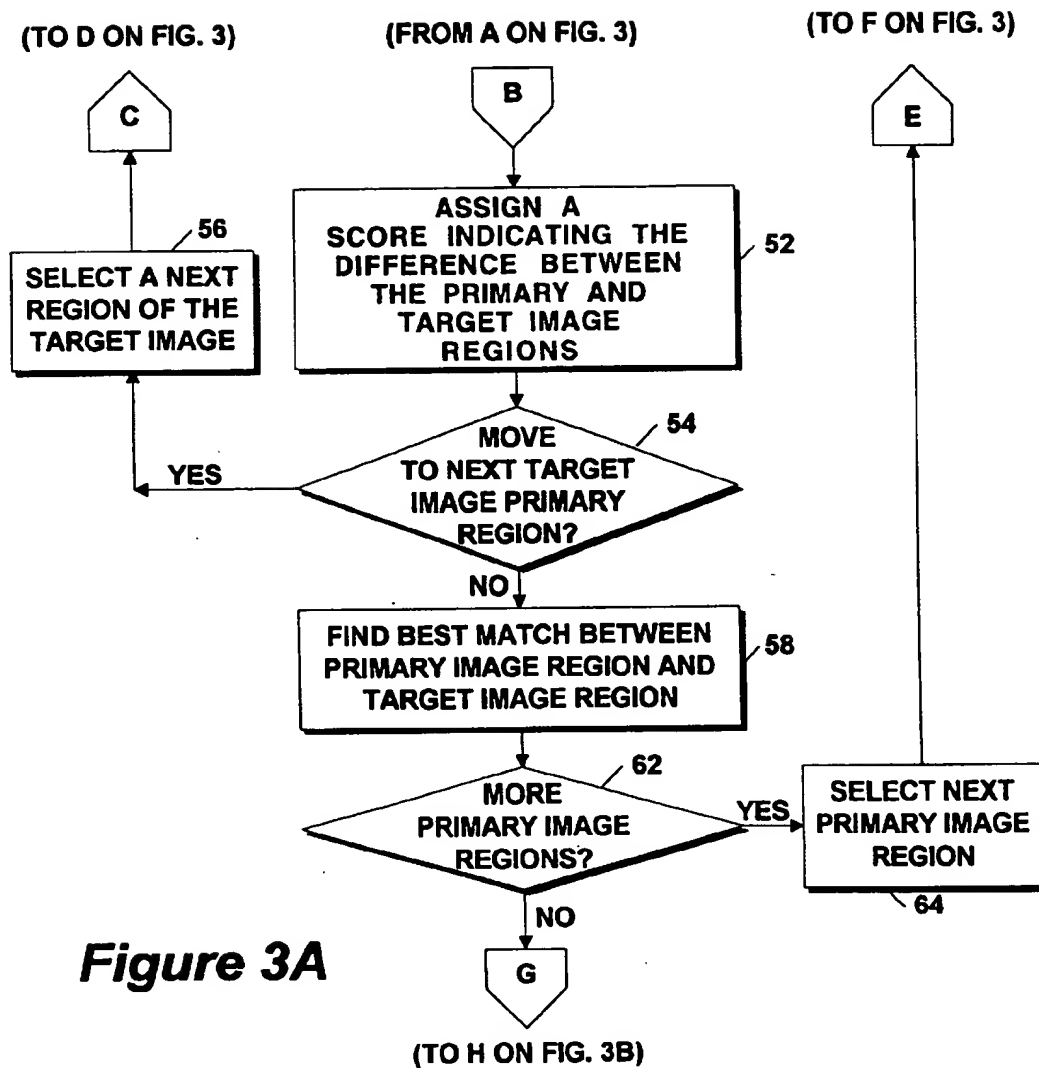 (TO D ON FIG. 3)
(FROM A ON FIG. 3)
(TO F ON FIG. 3)
C
B
E
ASSIGN A
SCORE INDICATING THE
DIFFERENCE BETWEEN
THE PRIMARY AND
TARGET IMAGE
REGIONS
52
56
SELECT A NEXT
REGION OF THE
TARGET IMAGE
MOVE
TO NEXT TARGET
IMAGE PRIMARY
REGION?
54
YES
NO
FIND BEST MATCH BETWEEN
PRIMARY IMAGE REGION AND
TARGET IMAGE REGION
58
MORE
PRIMARY IMAGE
REGIONS?
62
YES
SELECT NEXT
PRIMARY IMAGE
REGION
64
NO
G
(TO H ON FIG. 3B)
Figure 3A